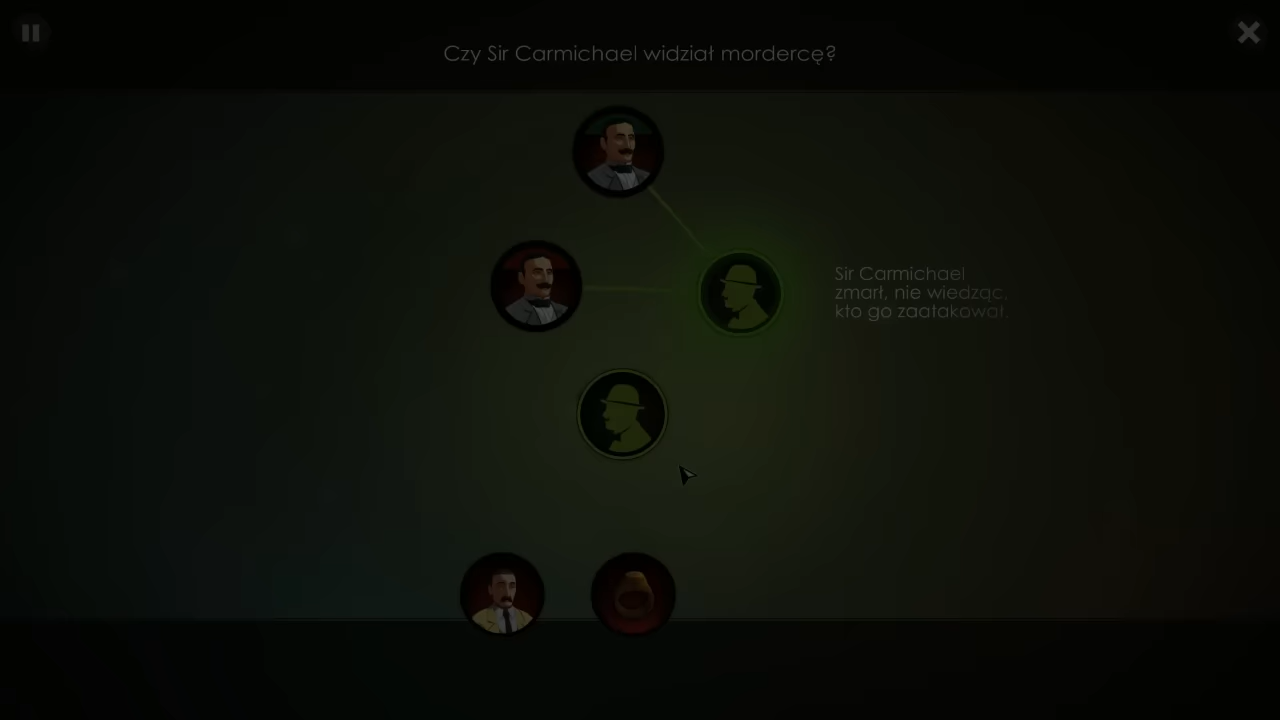 Czy Sir Carmichael widział mordercę?
Sir Carmichael
zmarł, nie wiedząc,
kto go zaatakował.